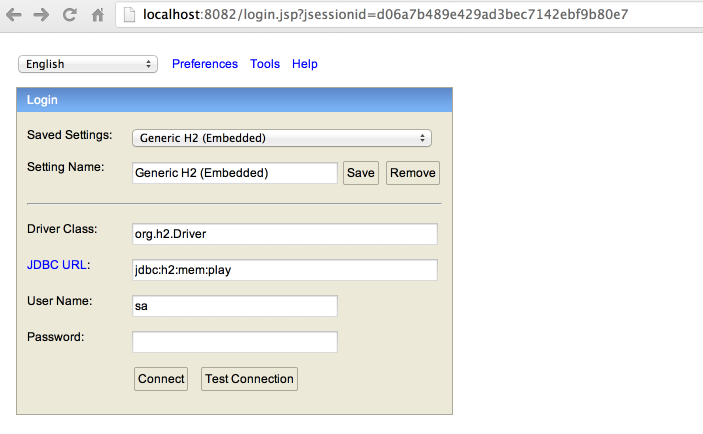 localhost:8082/login.jsp?jsessionid=d06a7b489e429ad3bec7142ebf9b80e7
English Preferences Tools Help
Login
Saved Settings: Generic H2 (Embedded)
Setting Name: Generic H2 (Embedded) Save Remove
Driver Class: org.h2.Driver
JDBC URL: jdbc:h2:mem:play
User Name: sa
Password:
Connect Test Connection